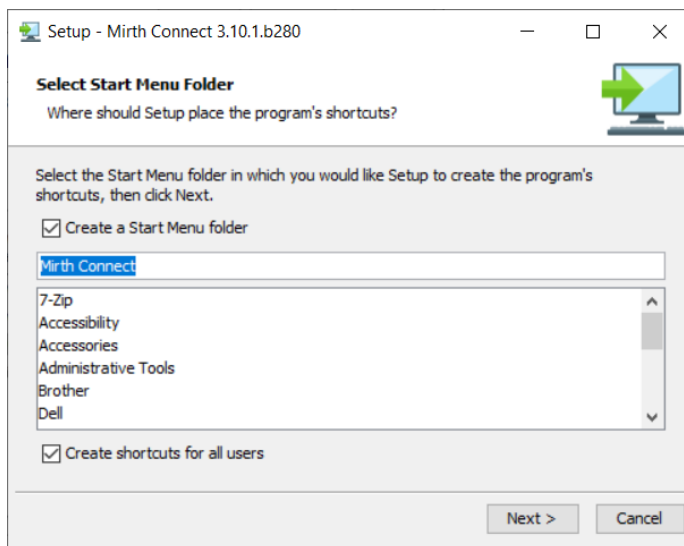 Setup - Mirth Connect 3.10.1.b280
Select Start Menu Folder
Where should Setup place the program's shortcuts?
Select the Start Menu folder in which you would like Setup to create the program's
shortcuts, then click Next.
Create a Start Menu folder
Mirth Connect
7-Zip
Accessibility
Accessories
Administrative Tools
Brother
Dell
Create shortcuts for all users
Next >
Cancel